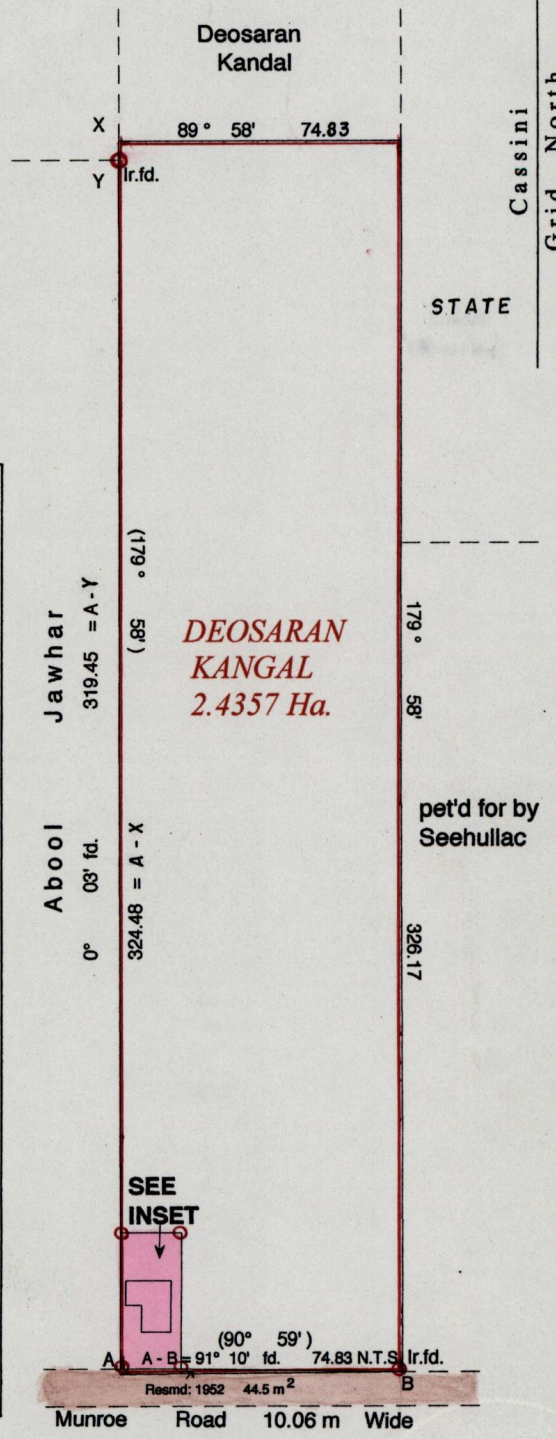 Deosaran
Kandal
Cassini
Grid North
X
89° 58' 74.83
Y
Ir.fd.
STATE
(179° 58')
Abool Jawhar
319.45 = A-Y
0° 03' fd.
324.48 = A-X
DEOSARAN
KANGAL
2.4357 Ha.
179° 58'
326.17
pet'd for by
Seehullac
SEE
INSET
(90° 59')
A
A-B = 91° 10' fd. 74.83 N.T.S.
Ir.fd.
B
Resmd: 1952 44.5 m²
Munroe Road 10.06 m Wide